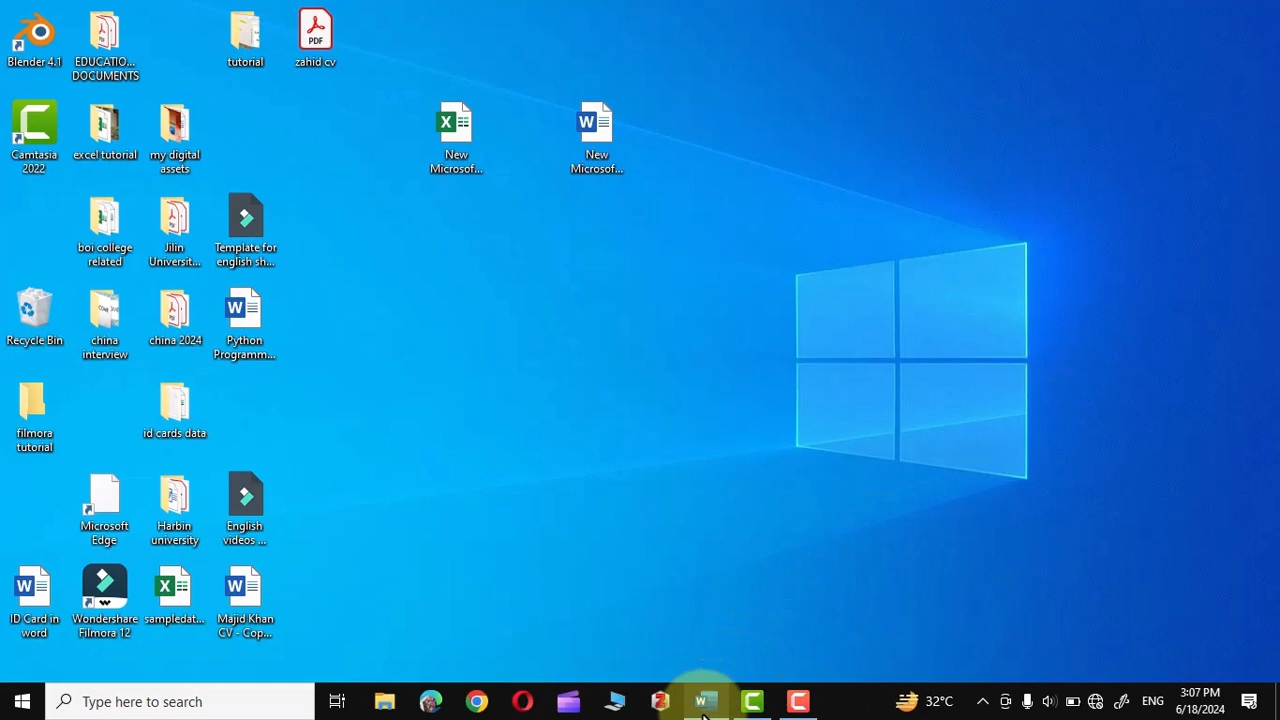 Blender 4.1
EDUCATIO...
DOCUMENTS
tutorial
PDF
zahid cv
Camtasia
2022
excel tutorial
my digital
assets
New
Microsof...
New
Microsof...
boi college
related
Jilin
Universit...
Template for
english sh...
Recycle Bin
china
interview
china 2024
Python
Programm...
filmora
tutorial
id cards data
Microsoft
Edge
Harbin
university
English
videos ...
ID Card in
word
Wondershare
Filmora 12
sampledat...
Majid Khan
CV - Cop...
Type here to search
32°C
ENG
3:07 PM
6/18/2024